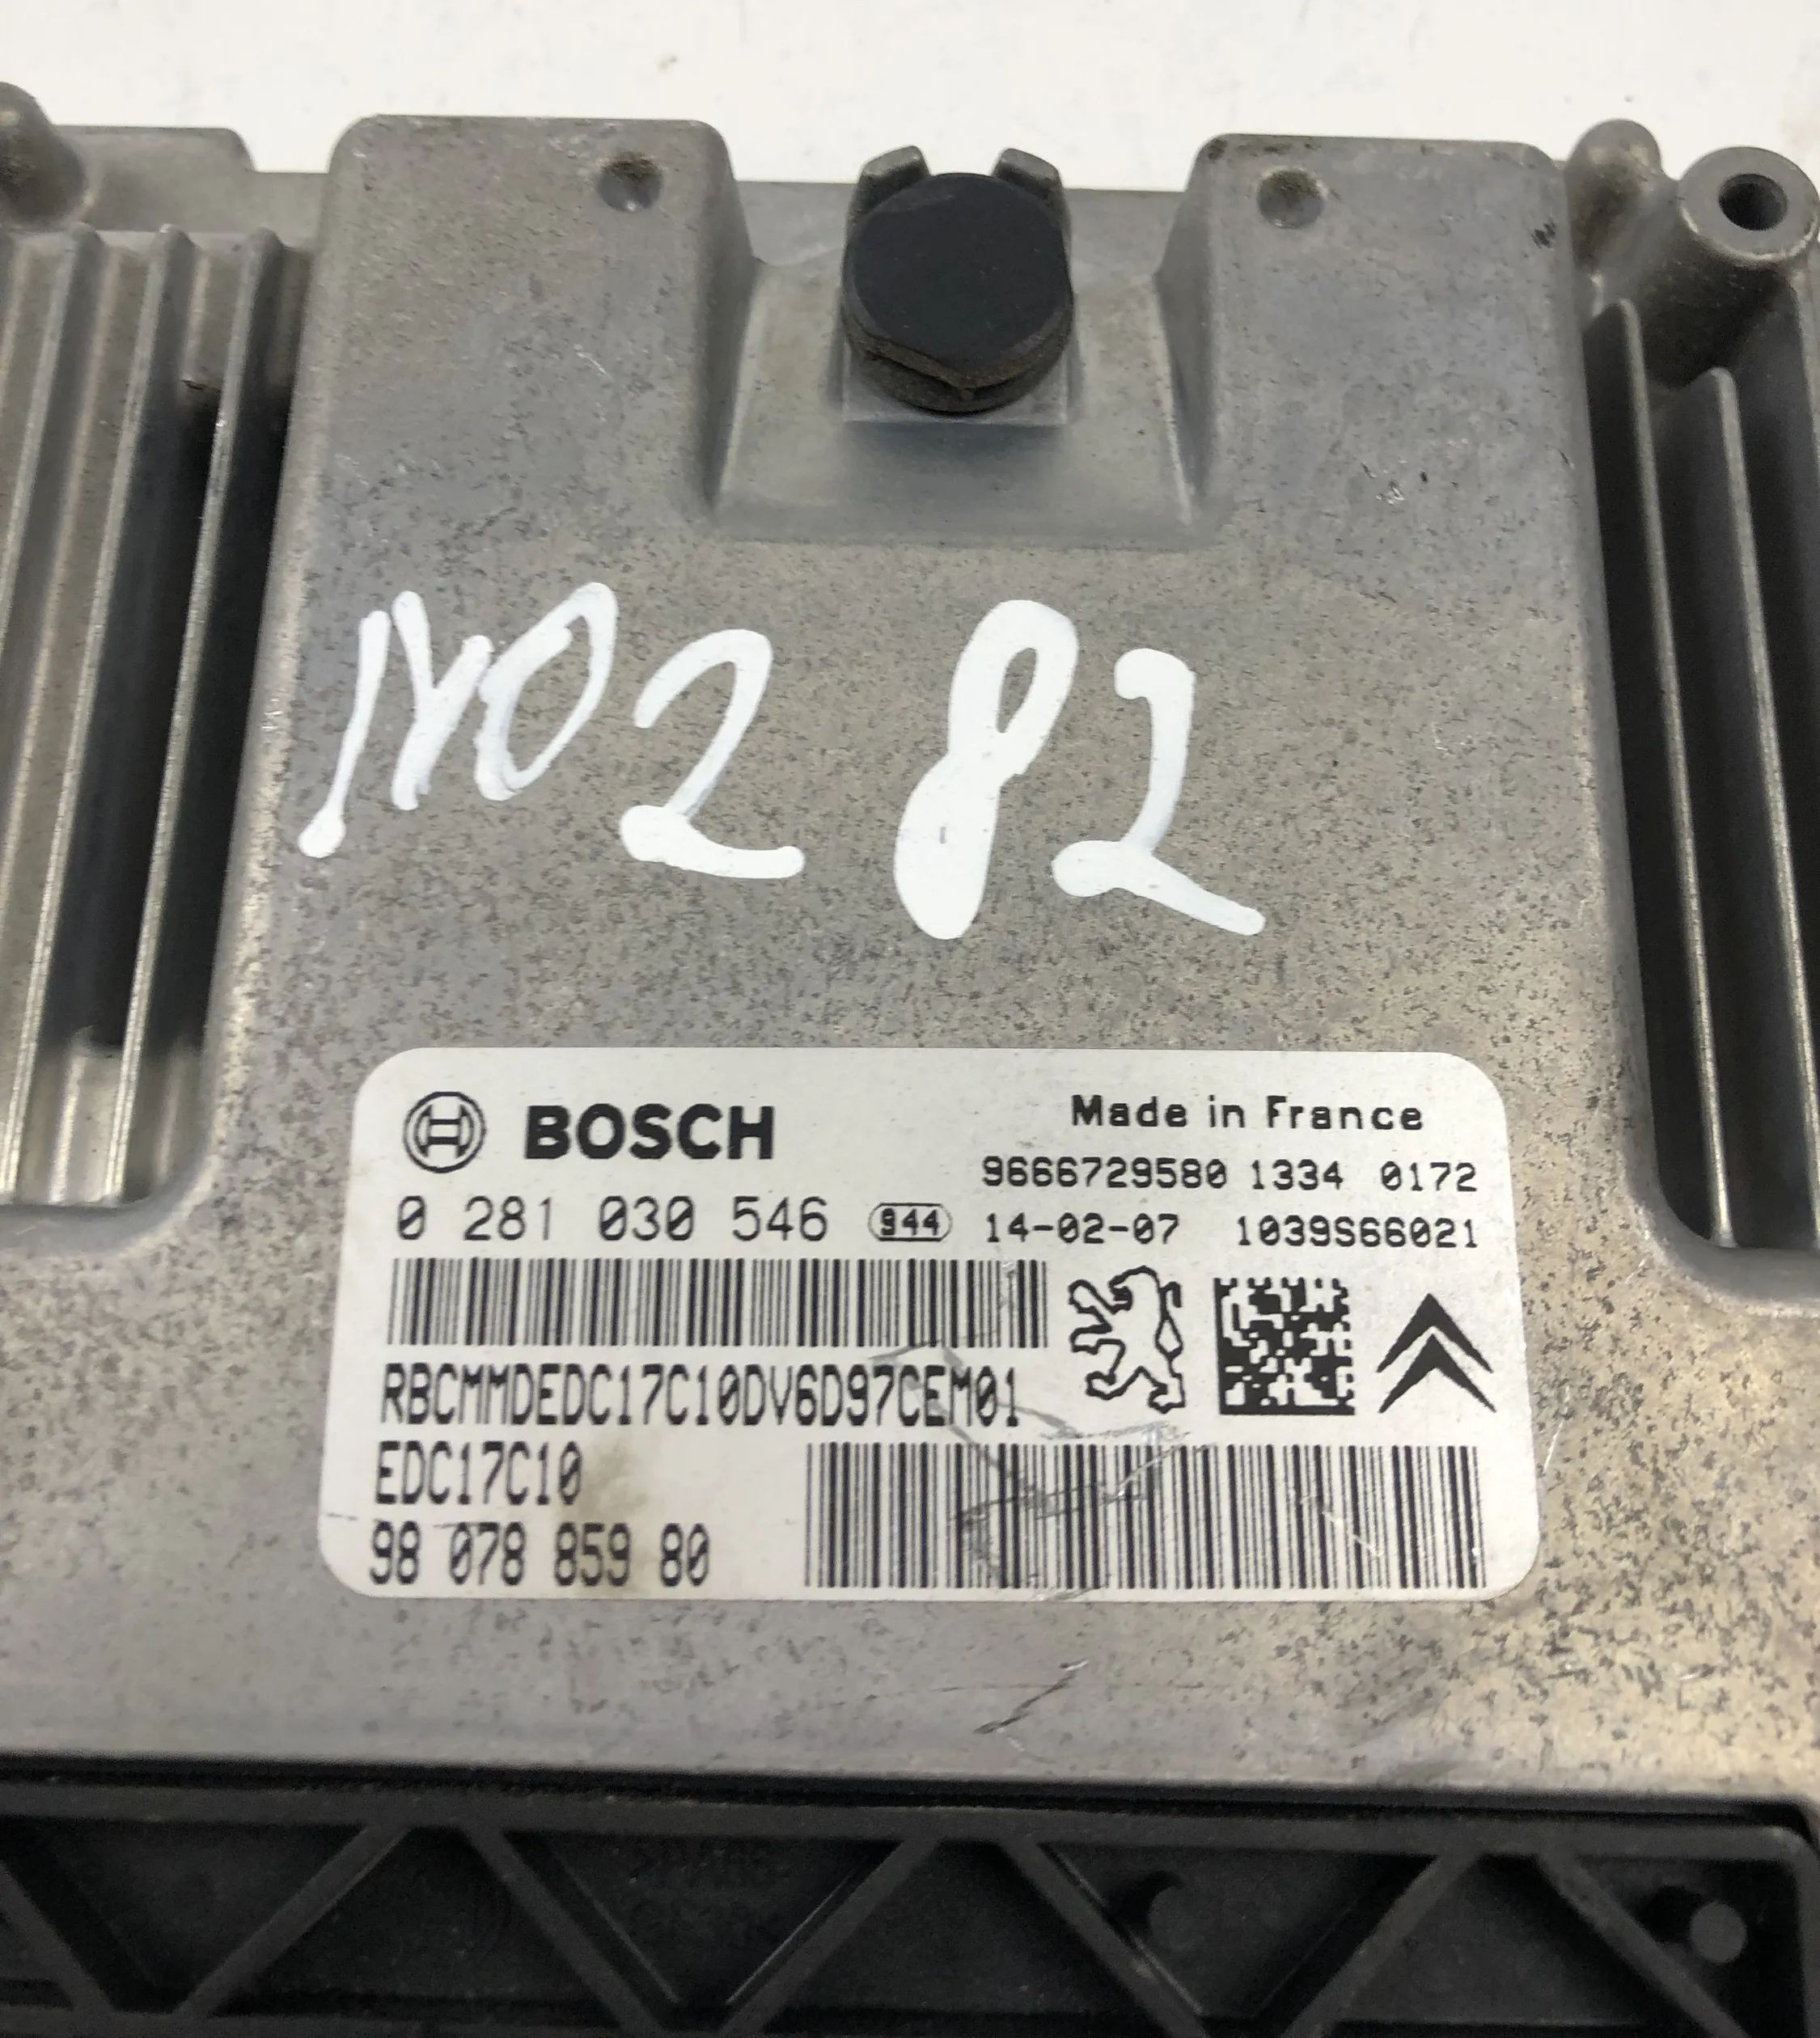 NO2 82
BOSCH
Made in France
9666729580 1334 0172
0 281 030 546 944 14-02-07 1039S66021
RBCMMDEDC17C10DV6D97CEM01
EDC17C10
98 078 859 80